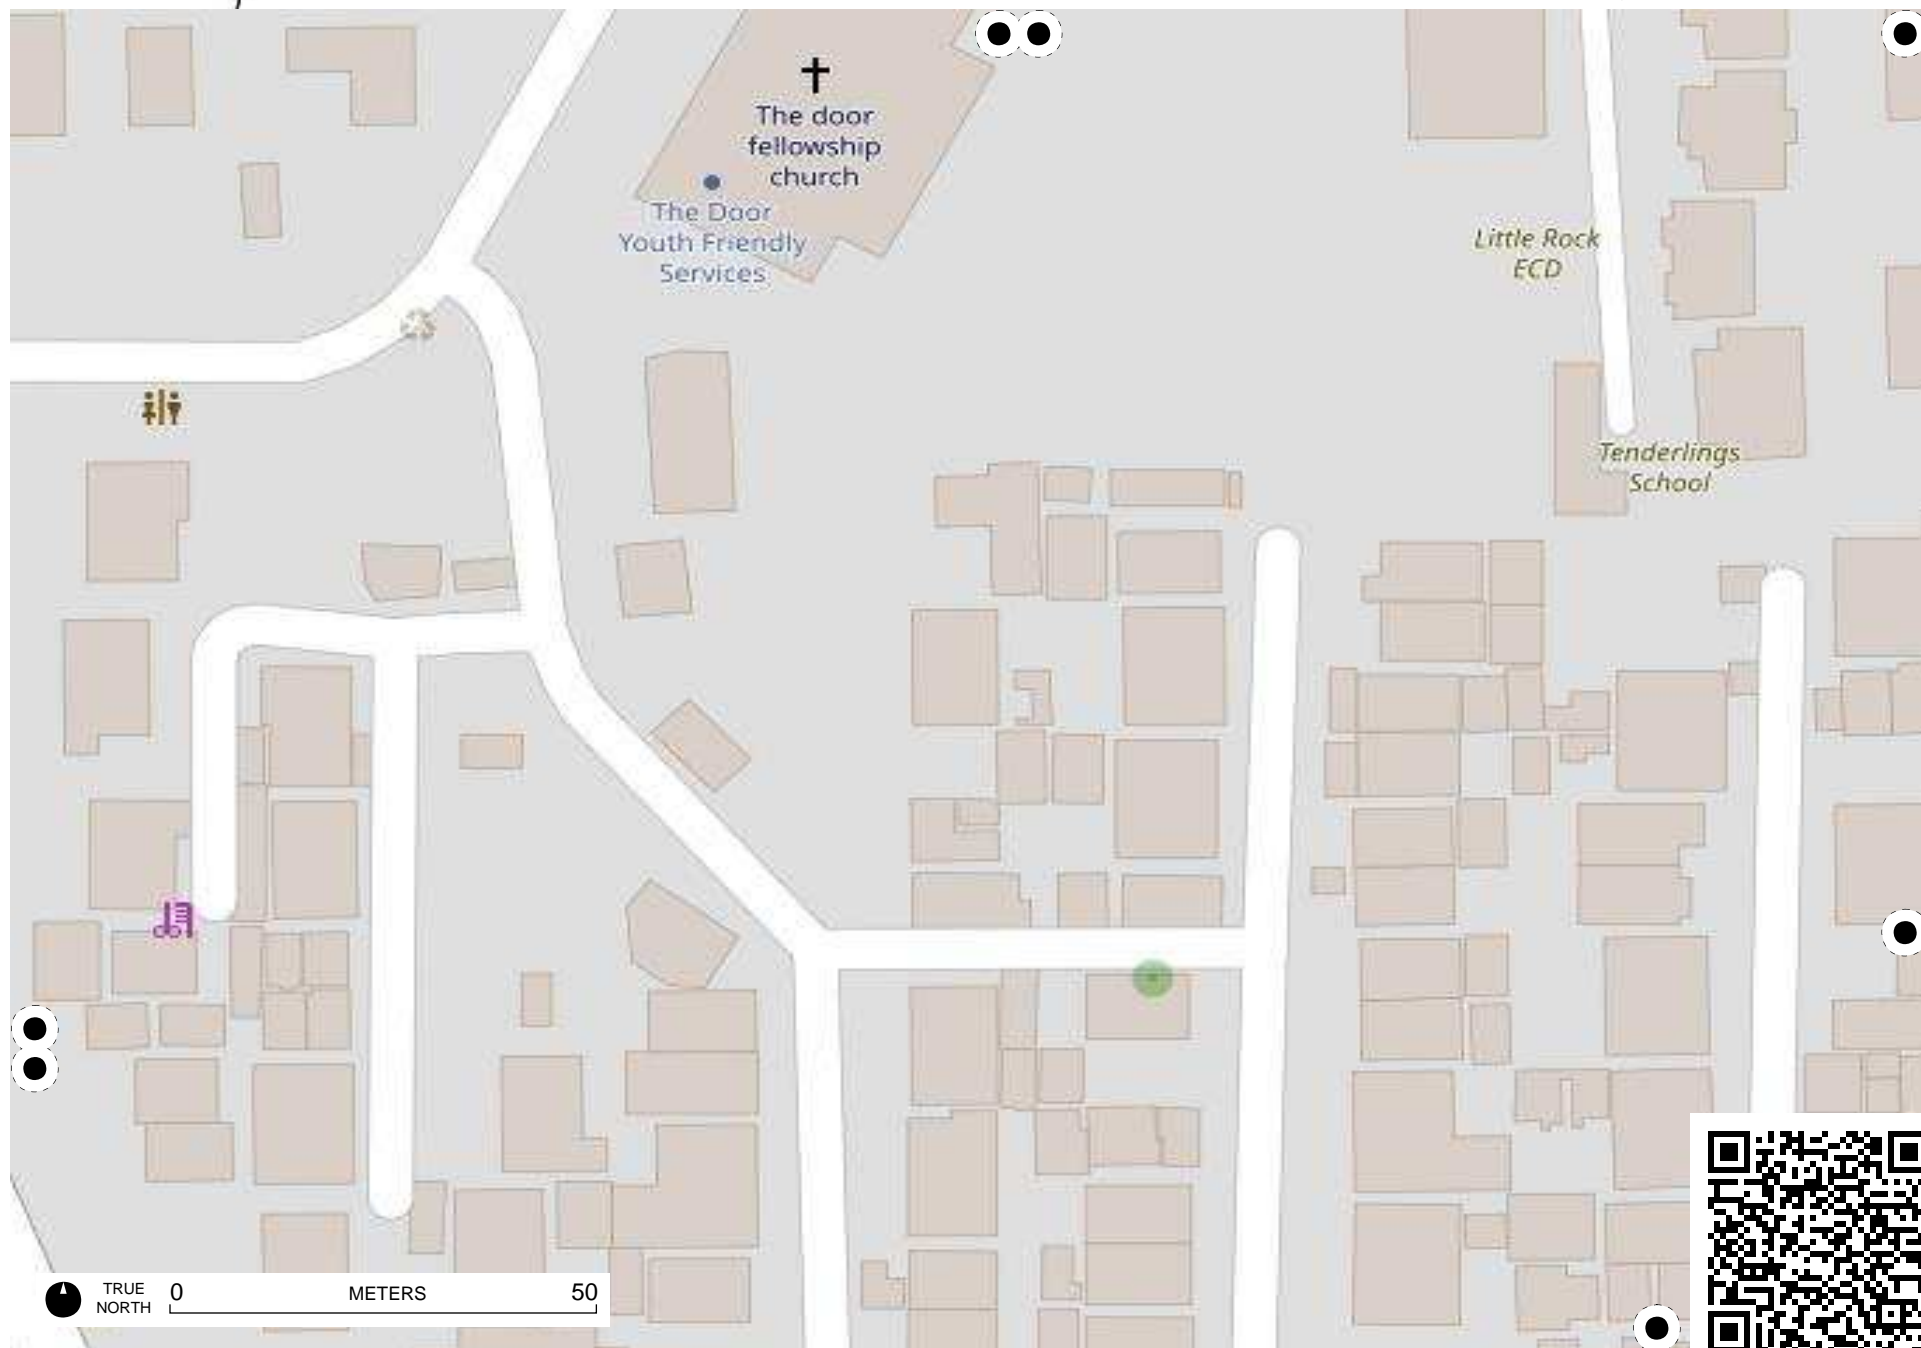 The door
fellowship
church
The Door
Youth Friendly
Services
Little Rock
ECD
Tenderlings
School
TRUE
NORTH
0
METERS
50